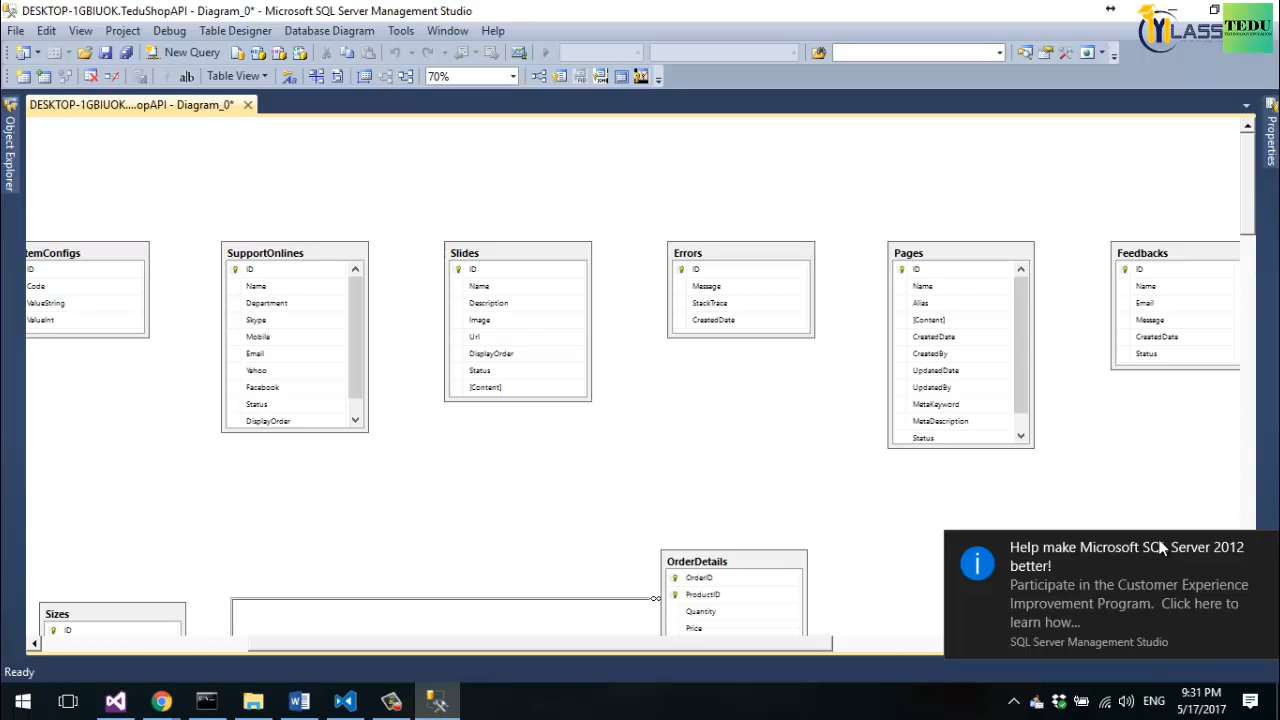 DESKTOP-1GBIUOK.TeduShopAPI - Diagram_0* - Microsoft SQL Server Management Studio
File Edit View Project Debug Table Designer Database Diagram Tools Window Help
New Query
ab Table View 70%
YLASS
TEDU
DESKTOP-1GBIUOK....opAPI - Diagram_0*
Object Explorer
Properties
temConfigs
ID
Code
ValueString
ValueInt
SupportOnlines
ID
Name
Department
Skype
Mobile
Email
Yahoo
Facebook
Status
DisplayOrder
Slides
ID
Name
Description
Image
Url
DisplayOrder
Status
[Content]
Errors
ID
Message
StackTrace
CreatedDate
Pages
ID
Name
Alias
[Content]
CreatedDate
CreatedBy
UpdatedDate
UpdatedBy
MetaKeyword
MetaDescription
Status
Feedbacks
ID
Name
Email
Message
CreatedDate
Status
Sizes
ID
OrderDetails
OrderID
ProductID
Quantity
Price
Help make Microsoft SQL Server 2012
better!
Participate in the Customer Experience
Improvement Program. Click here to
learn how...
SQL Server Management Studio
Ready
ENG
9:31 PM
5/17/2017